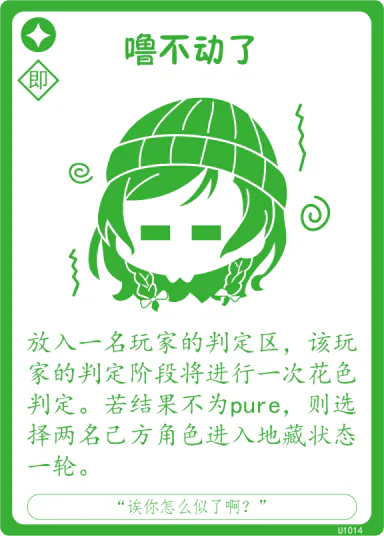 噜不动了
即
放入一名玩家的判定区，该玩
家的判定阶段将进行一次花色
判定。若结果不为pure，则选
择两名己方角色进入地藏状态
一轮。
“诶你怎么似了啊？”
U1014